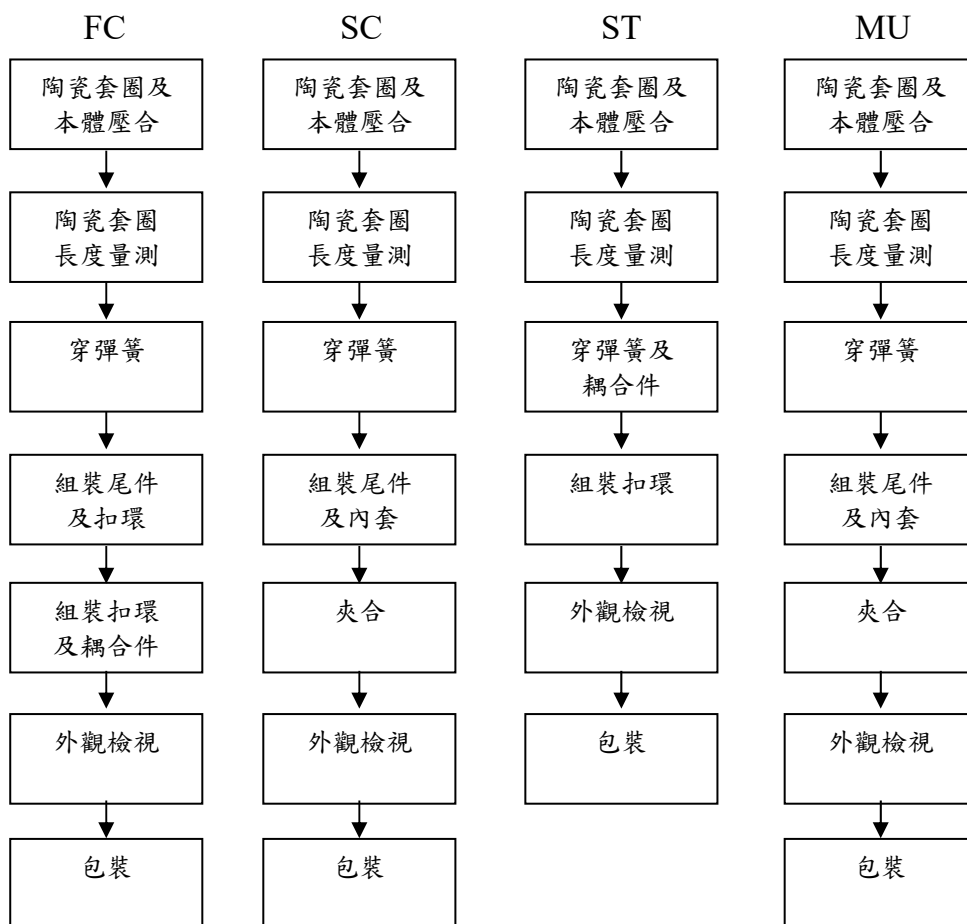 FC
陶瓷套圈及
本體壓合
陶瓷套圈
長度量測
穿彈簧
組裝尾件
及扣環
組裝扣環
及耦合件
外觀檢視
包裝
SC
陶瓷套圈及
本體壓合
陶瓷套圈
長度量測
穿彈簧
組裝尾件
及內套
夾合
外觀檢視
包裝
ST
陶瓷套圈及
本體壓合
陶瓷套圈
長度量測
穿彈簧及
耦合件
組裝扣環
外觀檢視
包裝
MU
陶瓷套圈及
本體壓合
陶瓷套圈
長度量測
穿彈簧
組裝尾件
及內套
夾合
外觀檢視
包裝